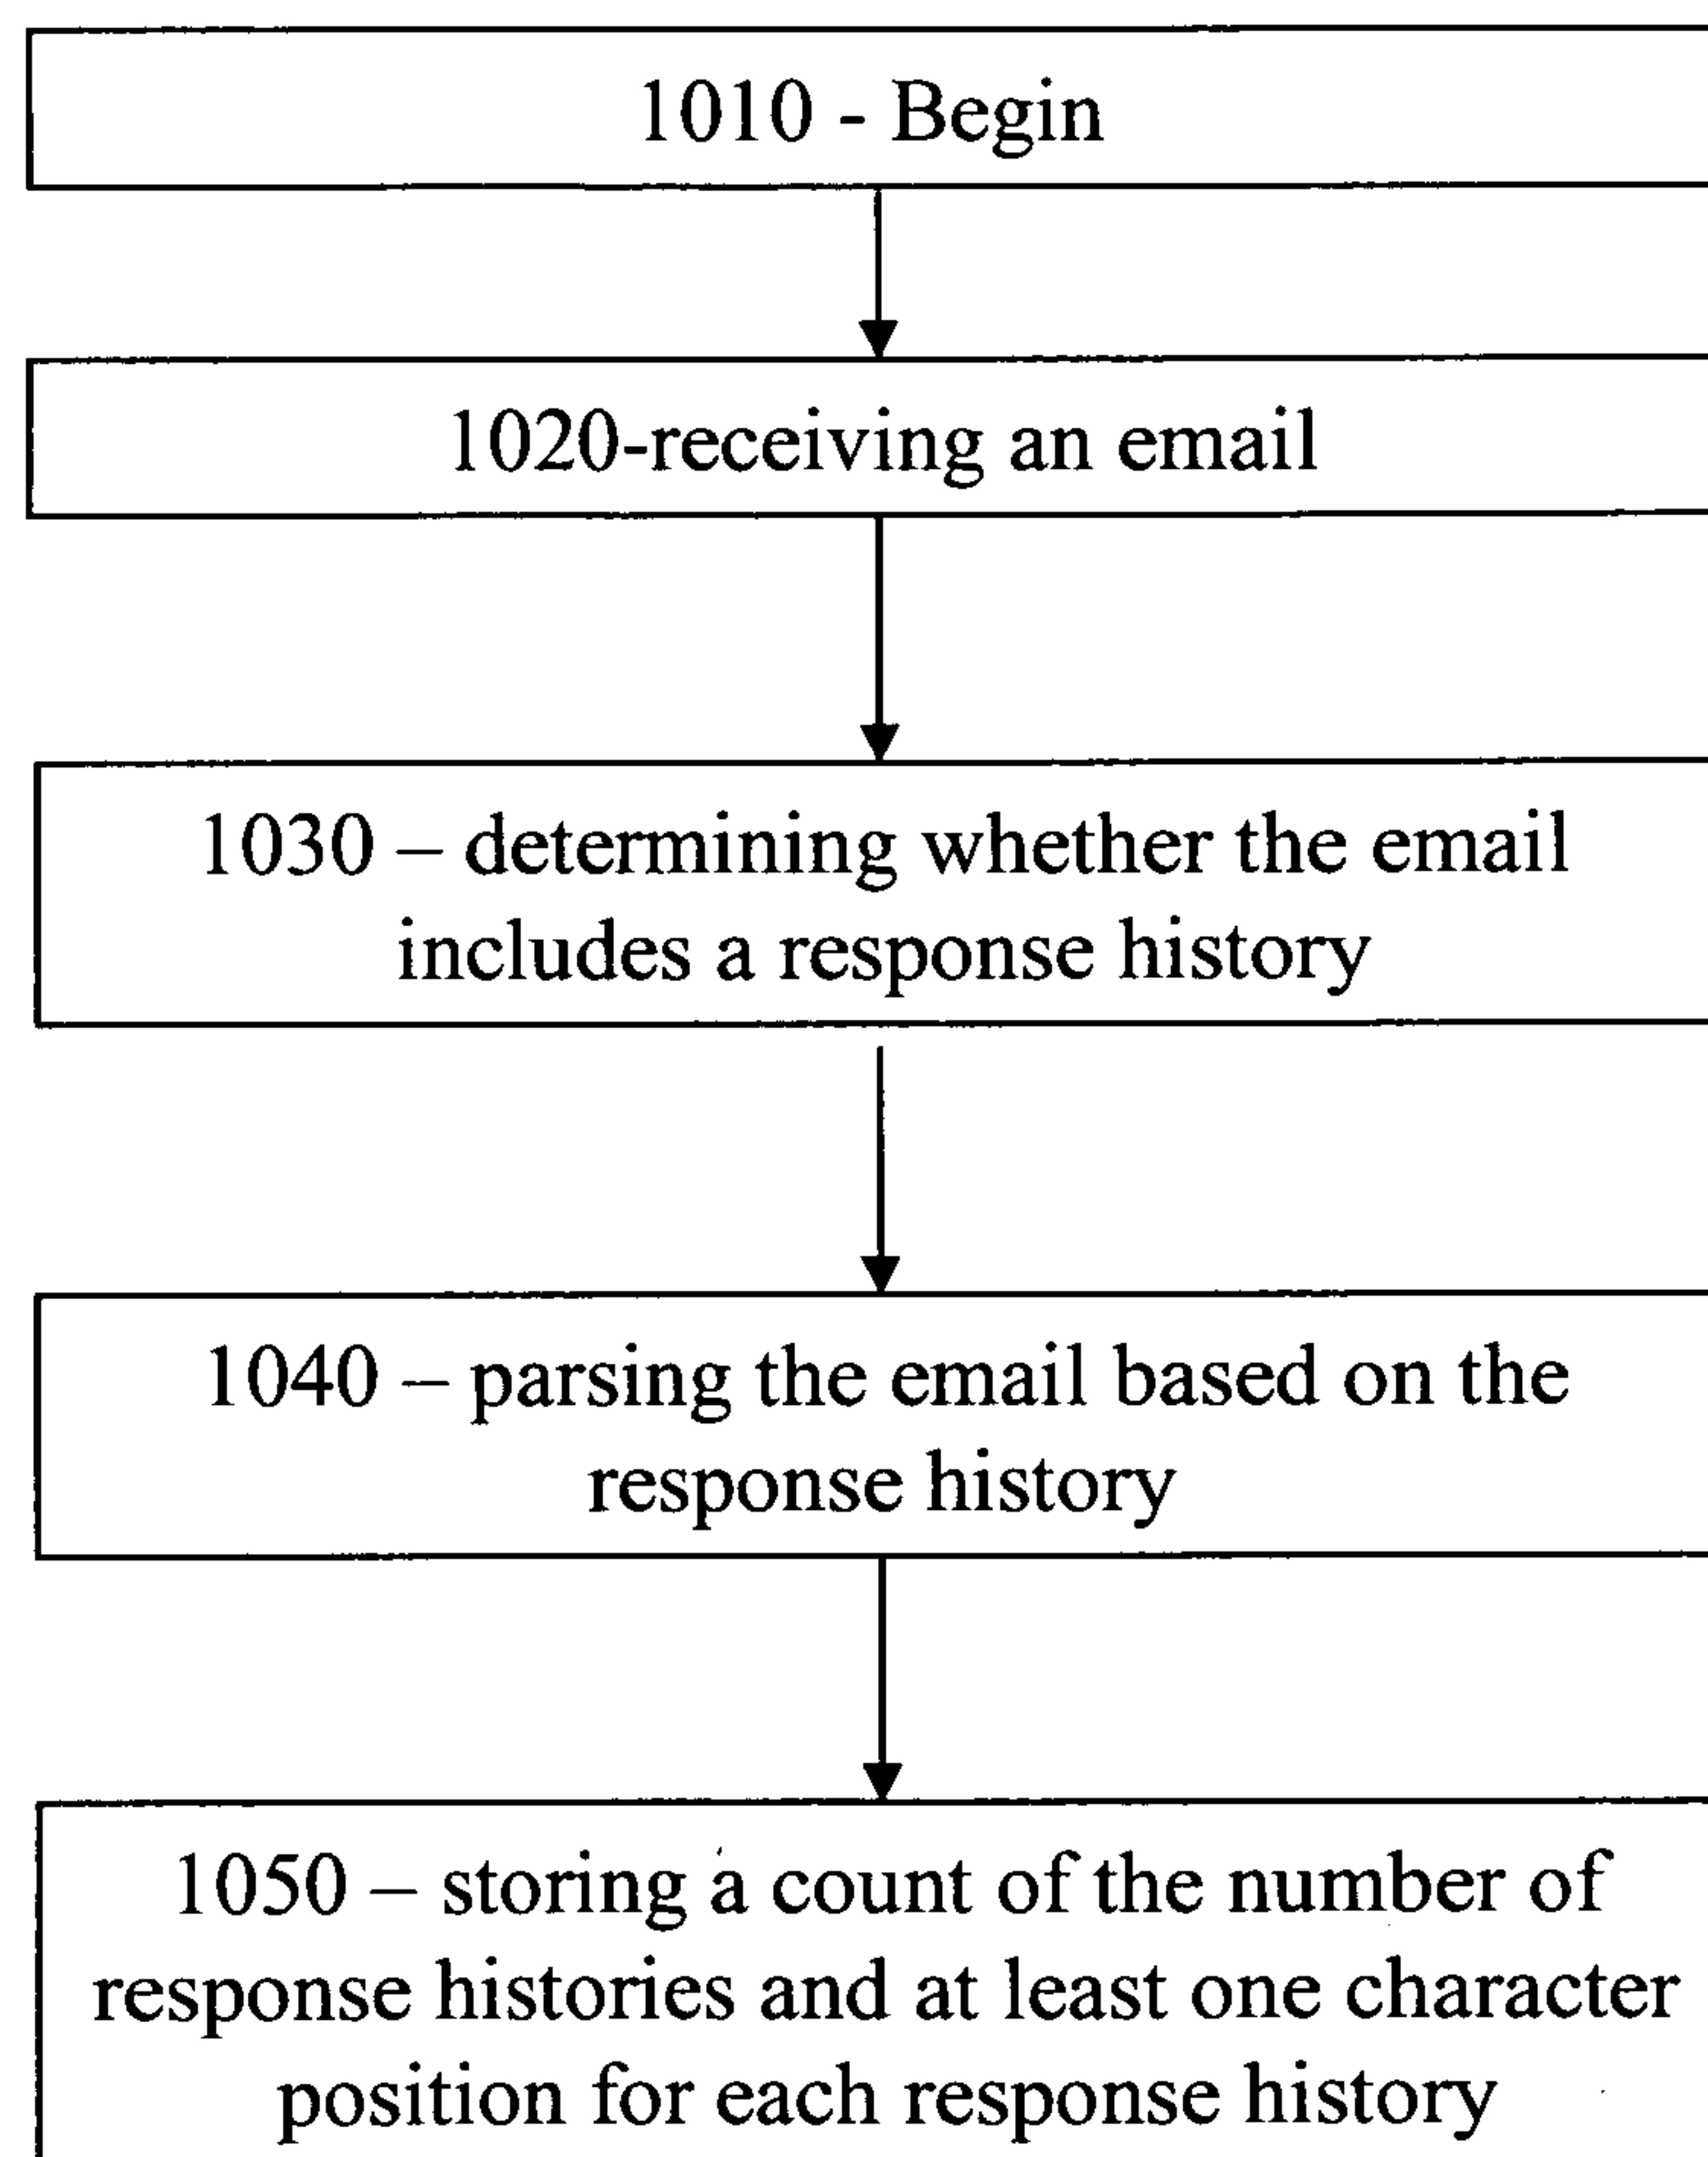 1010 - Begin
1020-receiving an email
1030 – determining whether the email
includes a response history
1040 – parsing the email based on the
response history
1050 – storing a count of the number of
response histories and at least one character
position for each response history